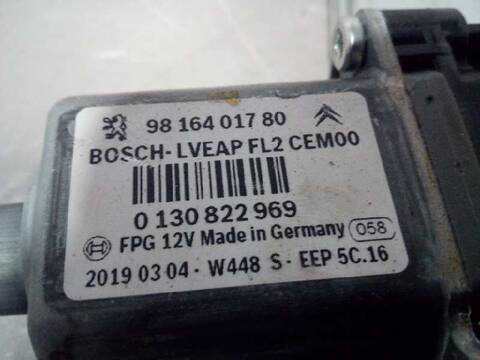 98 164 017 80
BOSCH-LVEAP FL2 CEM00
0 130 822 969
FPG 12V Made in Germany 058
2019 03 04 · W448 S - EEP 5C.16